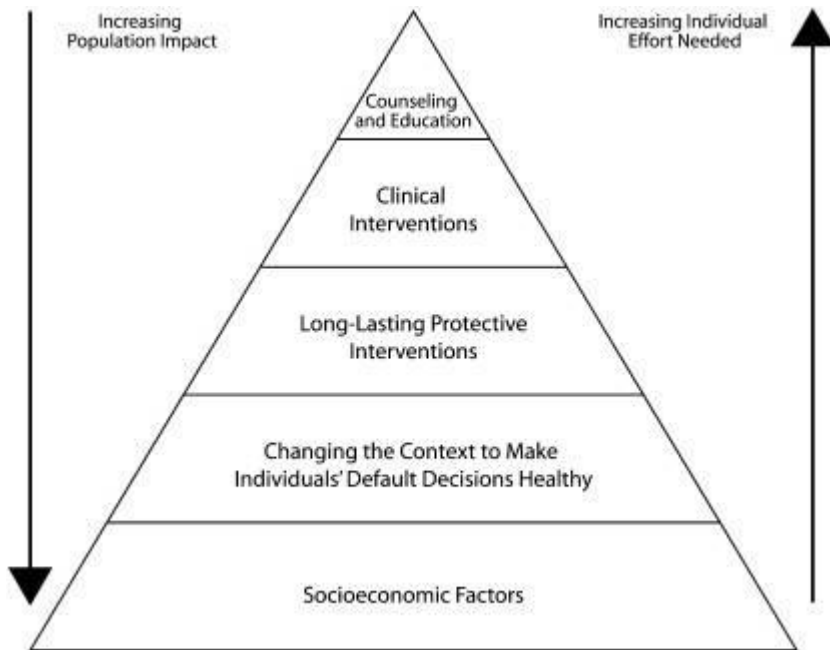 Increasing
Population Impact
Increasing Individual
Effort Needed
Counseling
and Education
Clinical
Interventions
Long-Lasting Protective
Interventions
Changing the Context to Make
Individuals’ Default Decisions Healthy
Socioeconomic Factors